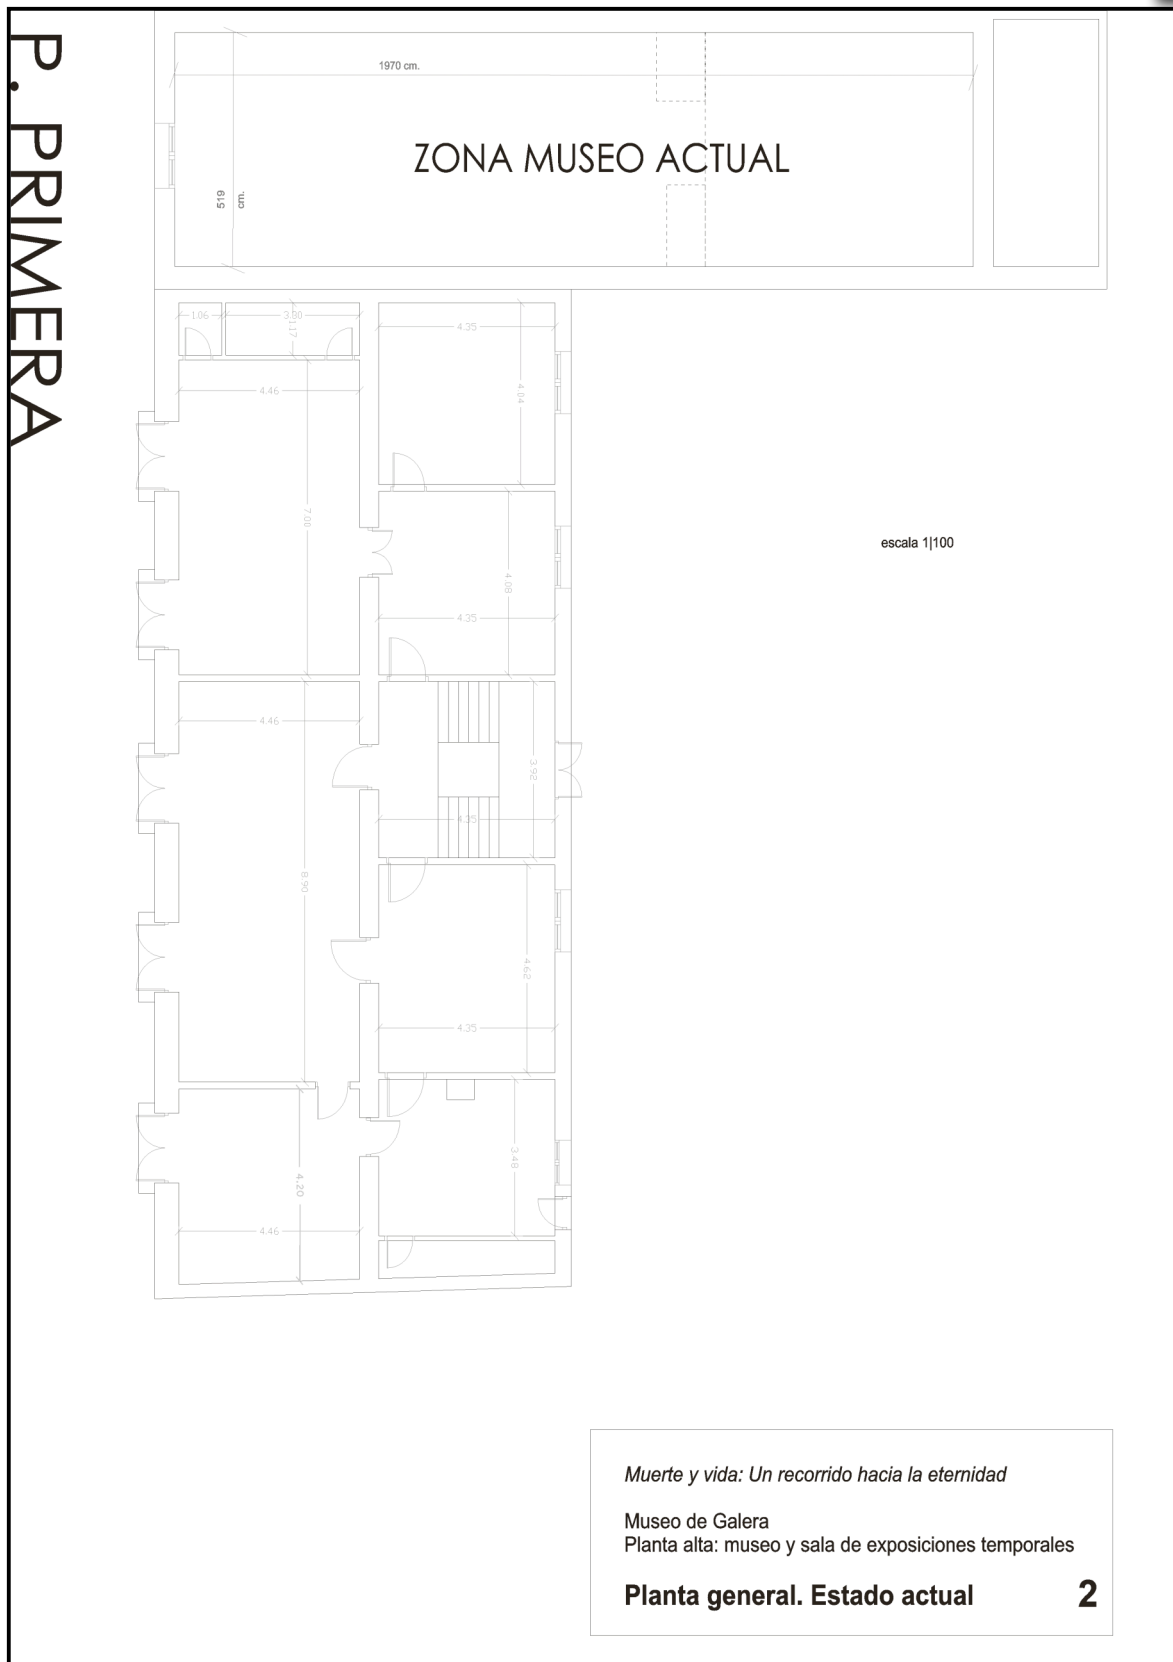 P. PRIMERA
1970 cm.
ZONA MUSEO ACTUAL
519
cm.
1.06
3.30
1.17
4.35
4.46
4.04
7.00
4.08
4.35
4.46
3.92
4.35
8.90
4.62
4.35
3.48
4.20
4.46
escala 1|100
Muerte y vida: Un recorrido hacia la eternidad
Museo de Galera
Planta alta: museo y sala de exposiciones temporales
Planta general. Estado actual 2